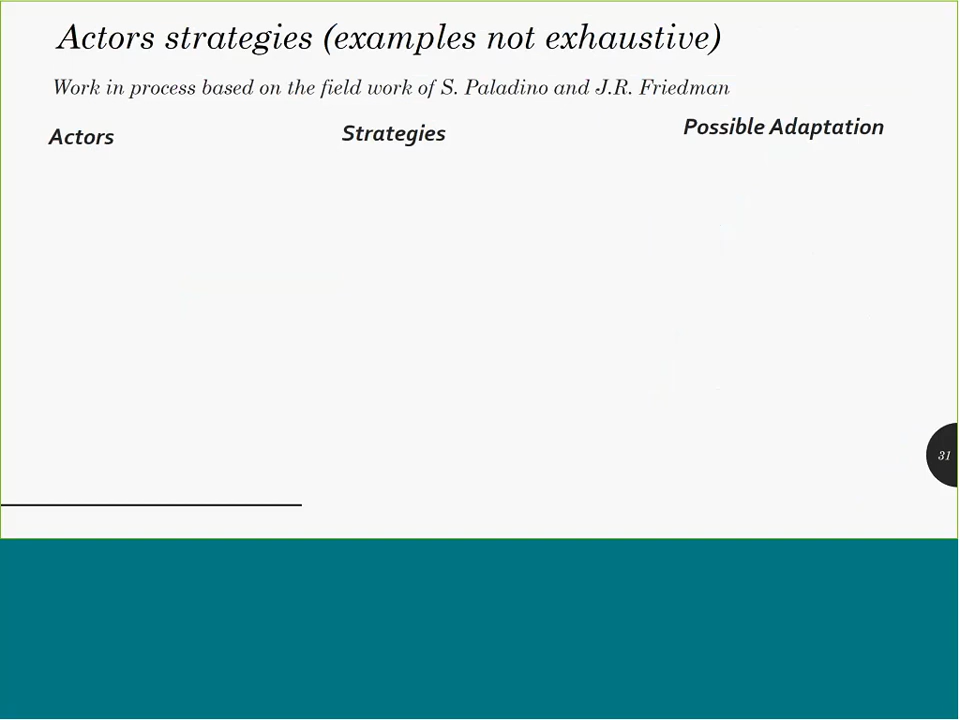 Actors strategies (examples not exhaustive)
Work in process based on the field work of S. Paladino and J.R. Friedman
Actors
Strategies
Possible Adaptation
31